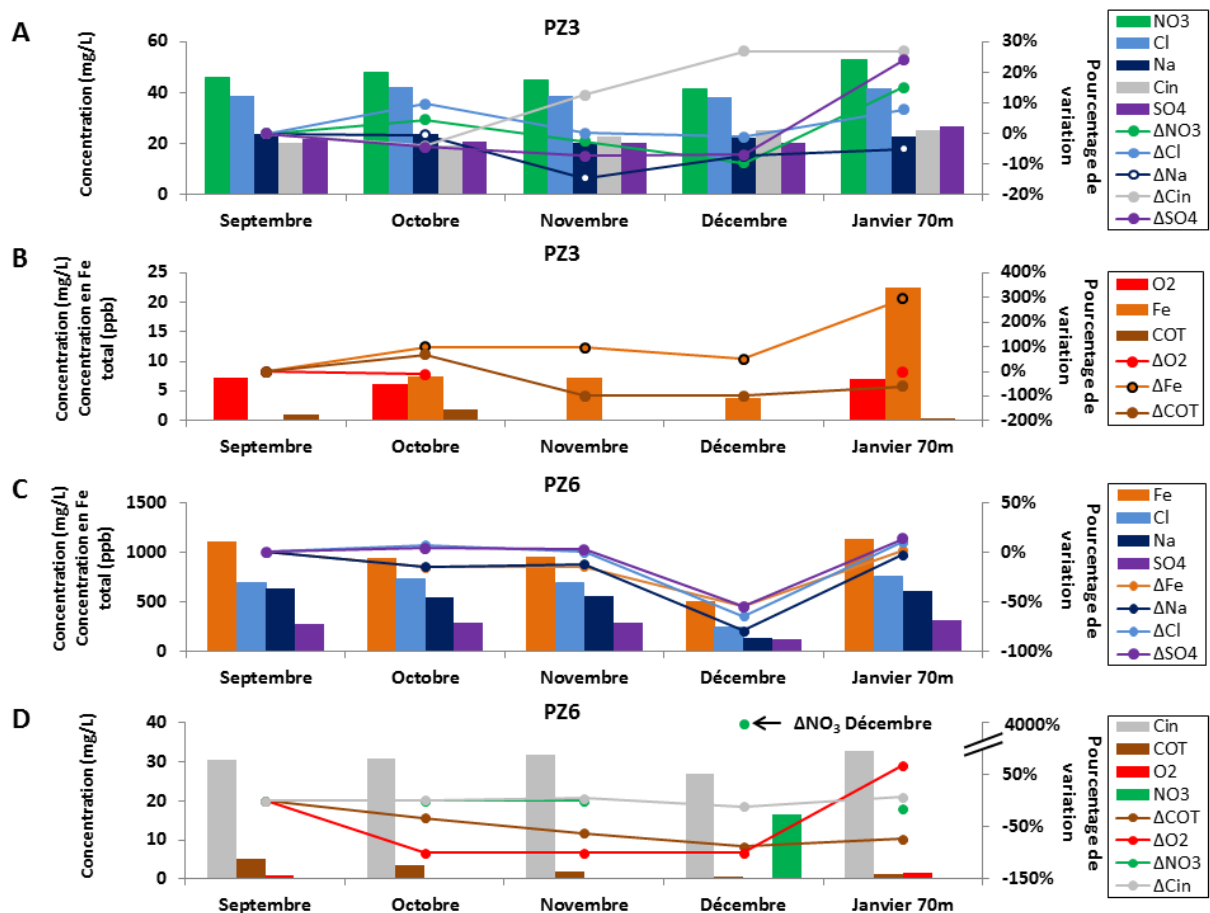 A
PZ3
Concentration (mg/L)
60
40
20
0
30%
20%
10%
0%
-10%
-20%
Pourcentage de
variation
Septembre
Octobre
Novembre
Décembre
Janvier 70m
NO3
Cl
Na
Cin
SO4
ΔNO3
ΔCl
ΔNa
ΔCin
ΔSO4
B
PZ3
Concentration (mg/L)
Concentration en Fe
total (ppb)
25
20
15
10
5
0
400%
300%
200%
100%
0%
-100%
-200%
Pourcentage de
variation
Septembre
Octobre
Novembre
Décembre
Janvier 70m
O2
Fe
COT
ΔO2
ΔFe
ΔCOT
C
PZ6
Concentration (mg/L)
Concentration en Fe
total (ppb)
1500
1000
500
0
50%
0%
-50%
-100%
Pourcentage de
variation
Septembre
Octobre
Novembre
Décembre
Janvier 70m
Fe
Cl
Na
SO4
ΔFe
ΔNa
ΔCl
ΔSO4
D
PZ6
Concentration (mg/L)
40
30
20
10
0
ΔNO₃ Décembre
4000%
50%
-50%
-150%
Pourcentage de
variation
Septembre
Octobre
Novembre
Décembre
Janvier 70m
Cin
COT
O2
NO3
ΔCOT
ΔO2
ΔNO3
ΔCin